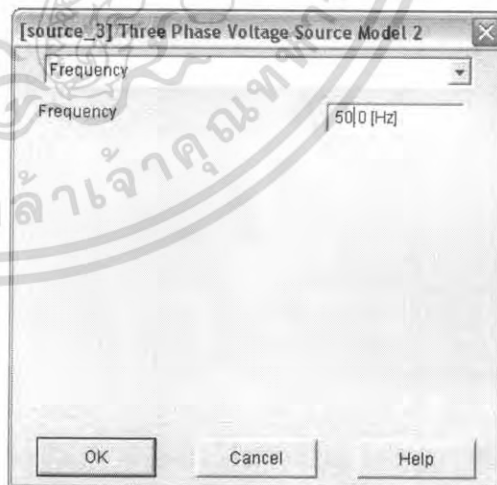 [source_3] Three Phase Voltage Source Model 2
Frequency
Frequency
50.0 [Hz]
OK
Cancel
Help